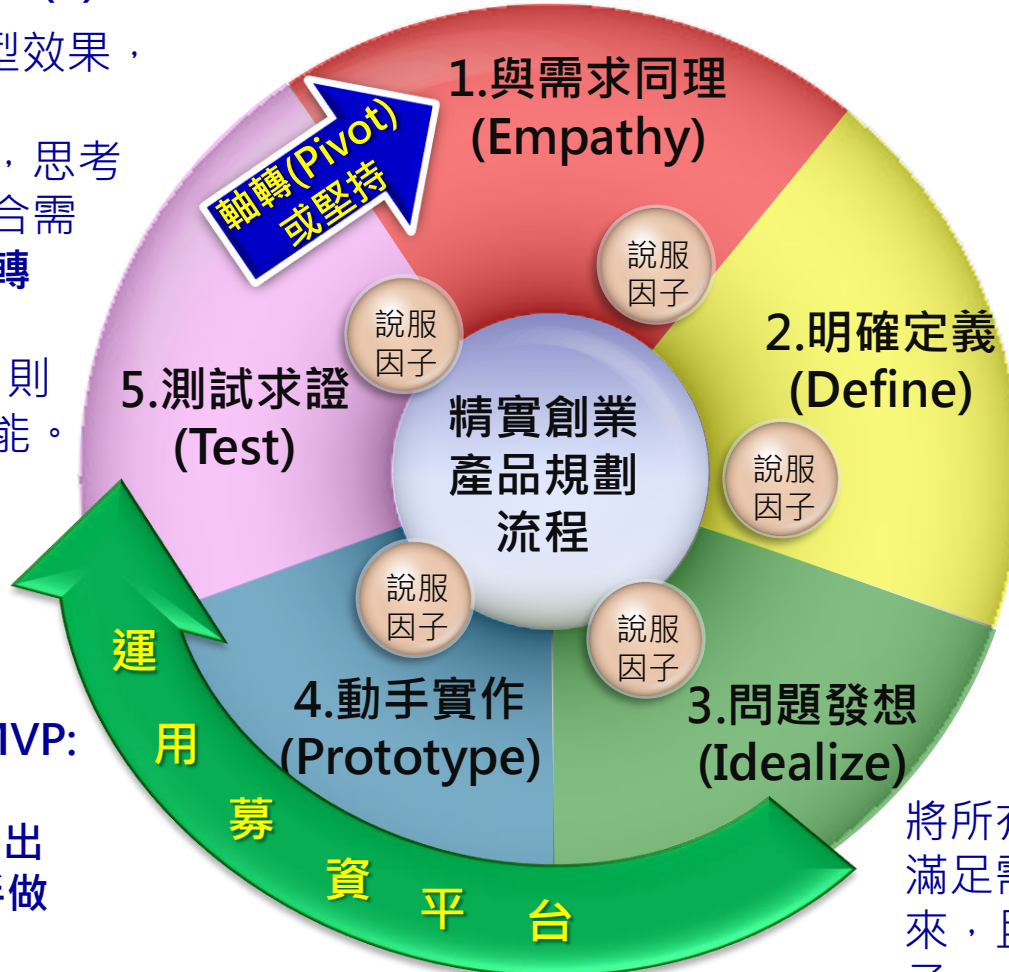 型效果，
，思考
合需
轉
則
能。
軸轉(Pivot)
或堅持
1.與需求同理
(Empathy)
說服
因子
2.明確定義
(Define)
說服
因子
3.問題發想
(Idealize)
說服
因子
4.動手實作
(Prototype)
說服
因子
5.測試求證
(Test)
說服
因子
精實創業
產品規劃
流程
運用募資平台
MVP:
出
做
將所有
滿足需
來，且